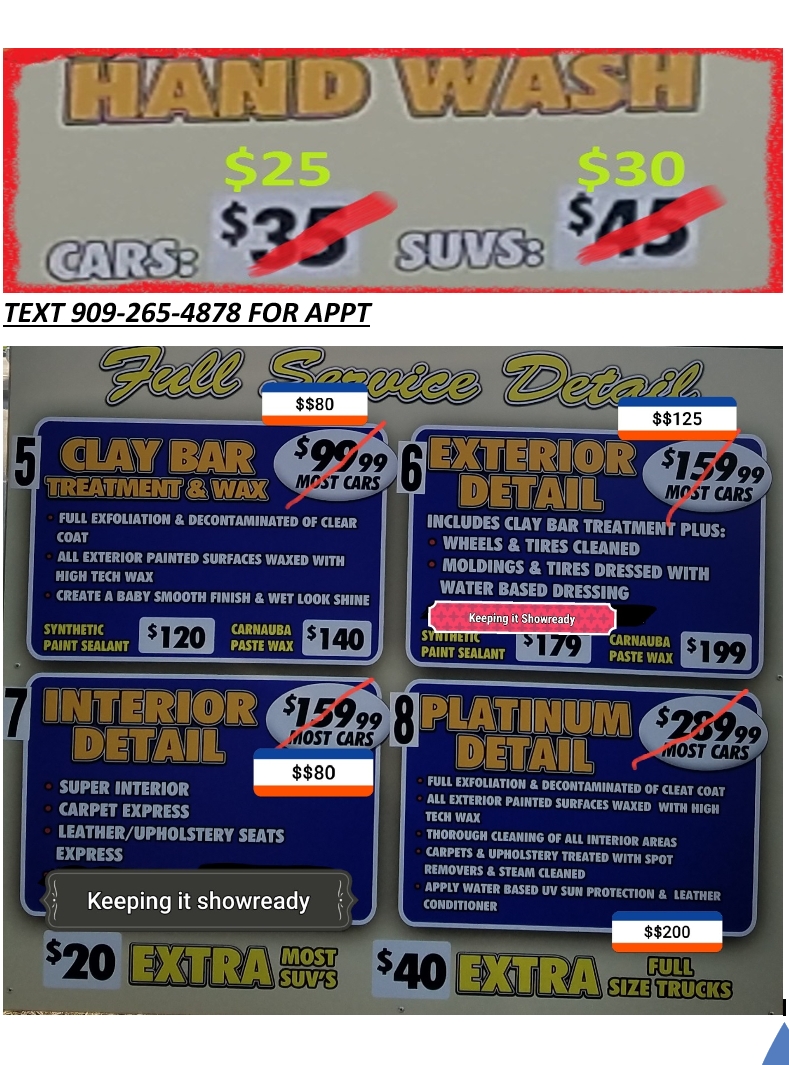 HAND WASH
$25 $30
CARS: $35 SUVS: $45
TEXT 909-265-4878 FOR APPT
Full Service Detail
$$80
5 CLAY BAR
TREATMENT & WAX
$99.99
MOST CARS
• FULL EXFOLIATION & DECONTAMINATED OF CLEAR
COAT
• ALL EXTERIOR PAINTED SURFACES WAXED WITH
HIGH TECH WAX
• CREATE A BABY SMOOTH FINISH & WET LOOK SHINE
SYNTHETIC
PAINT SEALANT $120
CARNAUBA
PASTE WAX $140
$$125
6 EXTERIOR
DETAIL
$159.99
MOST CARS
INCLUDES CLAY BAR TREATMENT PLUS:
• WHEELS & TIRES CLEANED
• MOLDINGS & TIRES DRESSED WITH
WATER BASED DRESSING
Keeping it Showready
SYNTHETIC
PAINT SEALANT $179
CARNAUBA
PASTE WAX $199
7 INTERIOR
DETAIL
$159.99
MOST CARS
$$80
• SUPER INTERIOR
• CARPET EXPRESS
• LEATHER/UPHOLSTERY SEATS
EXPRESS
Keeping it showready
8 PLATINUM
DETAIL
$289.99
MOST CARS
• FULL EXFOLIATION & DECONTAMINATED OF CLEAT COAT
• ALL EXTERIOR PAINTED SURFACES WAXED WITH HIGH
TECH WAX
• THOROUGH CLEANING OF ALL INTERIOR AREAS
• CARPETS & UPHOLSTERY TREATED WITH SPOT
REMOVERS & STEAM CLEANED
• APPLY WATER BASED UV SUN PROTECTION & LEATHER
CONDITIONER
$$200
$20 EXTRA MOST
SUV'S
$40 EXTRA FULL
SIZE TRUCKS